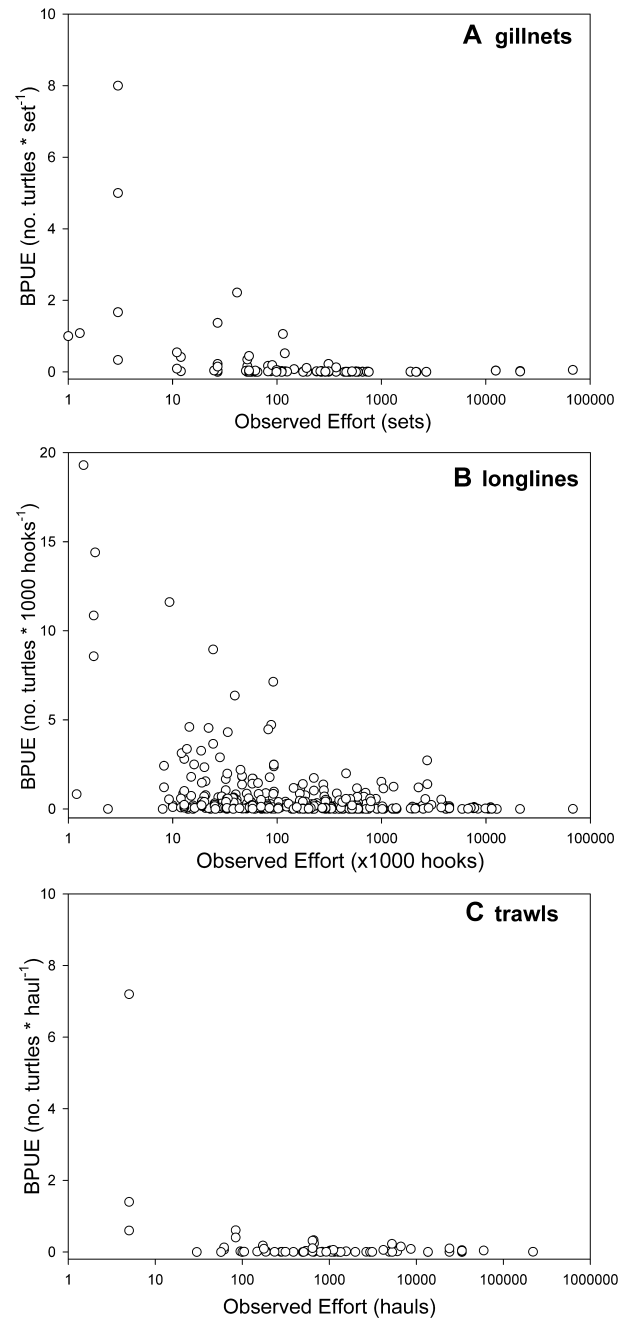 A gillnets
10
8
6
4
2
0
BPUE (no. turtles * set⁻¹)
1 10 100 1000 10000 100000
Observed Effort (sets)
B longlines
20
15
10
5
0
BPUE (no. turtles * 1000 hooks⁻¹)
1 10 100 1000 10000 100000
Observed Effort (x1000 hooks)
C trawls
10
8
6
4
2
0
BPUE (no. turtles * haul⁻¹)
1 10 100 1000 10000 100000 1000000
Observed Effort (hauls)